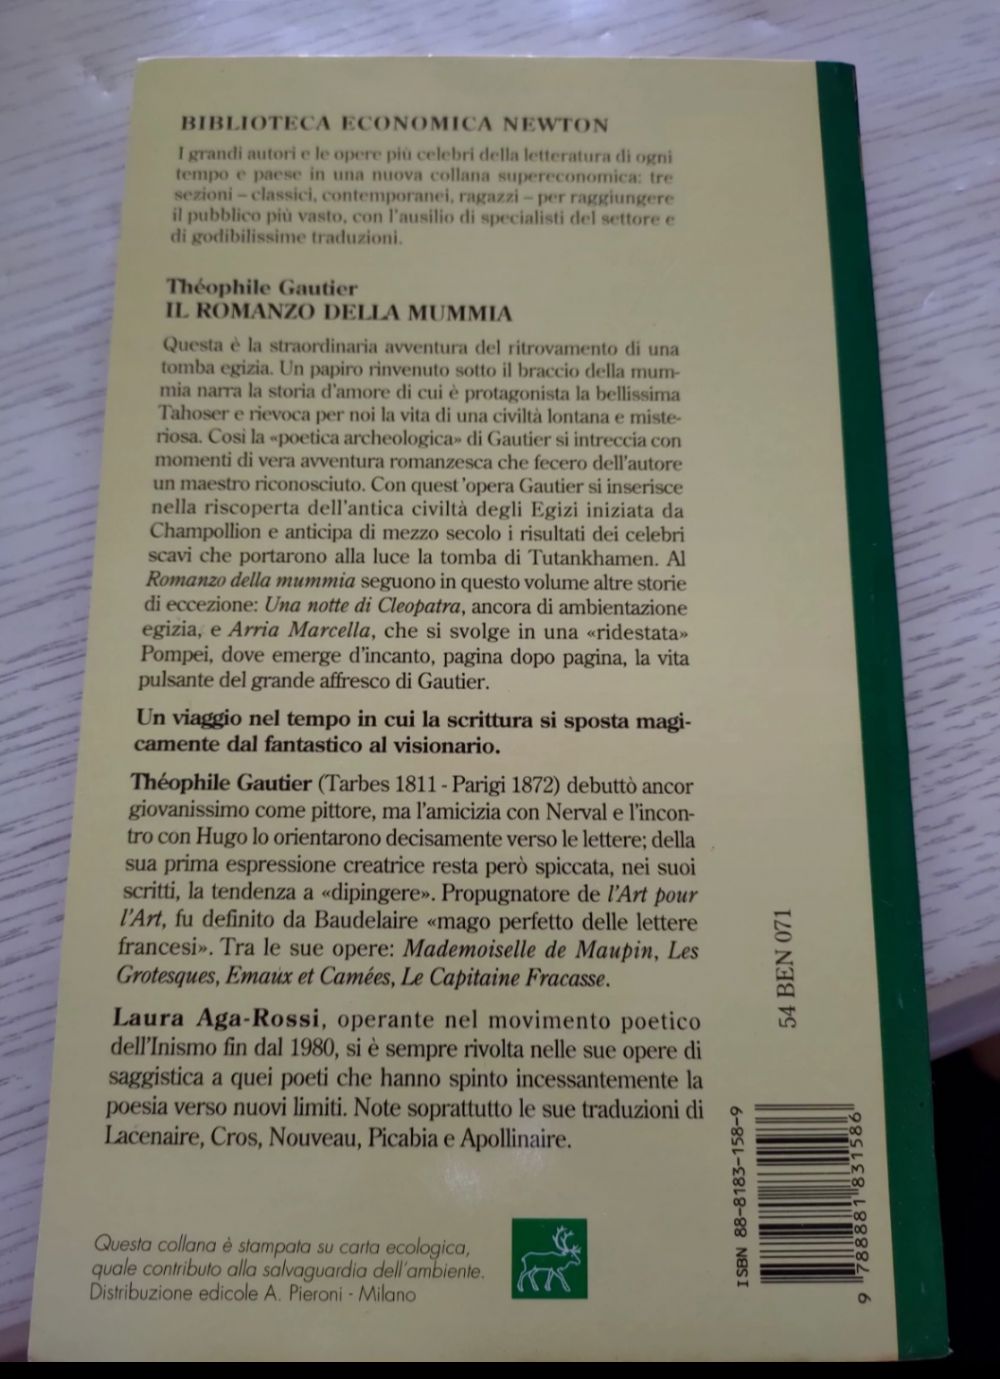 BIBLIOTECA ECONOMICA NEWTON
I grandi autori e le opere più celebri della letteratura di ogni
tempo e paese in una nuova collana supereconomica: tre
sezioni – classici, contemporanei, ragazzi – per raggiungere
il pubblico più vasto, con l'ausilio di specialisti del settore e
di godibilissime traduzioni.
Théophile Gautier
IL ROMANZO DELLA MUMMIA
Questa è la straordinaria avventura del ritrovamento di una
tomba egizia. Un papiro rinvenuto sotto il braccio della mum-
mia narra la storia d'amore di cui è protagonista la bellissima
Tahoser e rievoca per noi la vita di una civiltà lontana e miste-
riosa. Così la «poetica archeologica» di Gautier si intreccia con
momenti di vera avventura romanzesca che fecero dell'autore
un maestro riconosciuto. Con quest'opera Gautier si inserisce
nella riscoperta dell'antica civiltà degli Egizi iniziata da
Champollion e anticipa di mezzo secolo i risultati dei celebri
scavi che portarono alla luce la tomba di Tutankhamen. Al
Romanzo della mummia seguono in questo volume altre storie
di eccezione: Una notte di Cleopatra, ancora di ambientazione
egizia, e Arria Marcella, che si svolge in una «ridestata»
Pompei, dove emerge d'incanto, pagina dopo pagina, la vita
pulsante del grande affresco di Gautier.
Un viaggio nel tempo in cui la scrittura si sposta magi-
camente dal fantastico al visionario.
Théophile Gautier (Tarbes 1811 - Parigi 1872) debuttò ancor
giovanissimo come pittore, ma l'amicizia con Nerval e l'incon-
tro con Hugo lo orientarono decisamente verso le lettere; della
sua prima espressione creatrice resta però spiccata, nei suoi
scritti, la tendenza a «dipingere». Propugnatore de l'Art pour
l'Art, fu definito da Baudelaire «mago perfetto delle lettere
francesi». Tra le sue opere: Mademoiselle de Maupin, Les
Grotesques, Emaux et Camées, Le Capitaine Fracasse.
Laura Aga-Rossi, operante nel movimento poetico
dell'Inismo fin dal 1980, si è sempre rivolta nelle sue opere di
saggistica a quei poeti che hanno spinto incessantemente la
poesia verso nuovi limiti. Note soprattutto le sue traduzioni di
Lacenaire, Cros, Nouveau, Picabia e Apollinaire.
Questa collana è stampata su carta ecologica,
quale contributo alla salvaguardia dell'ambiente.
Distribuzione edicole A. Pieroni - Milano
54 BEN 071
ISBN 88-8183-158-9
9 788881 831586